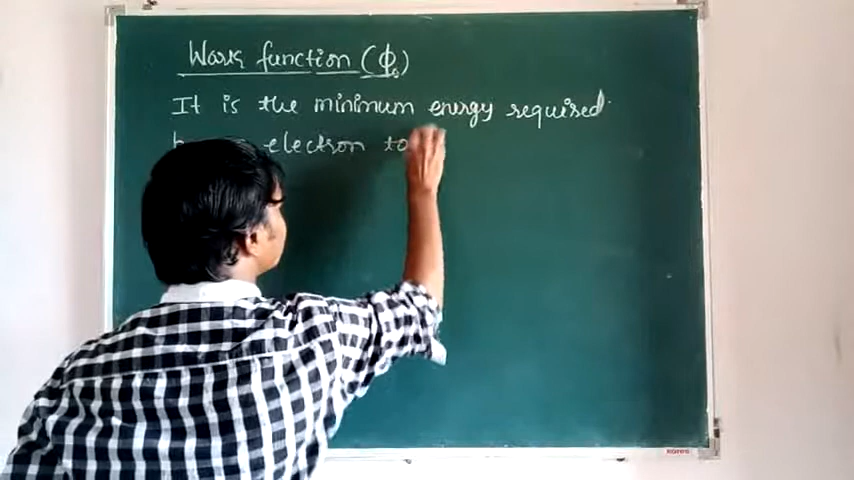 Work function (ϕ₀)
It is the minimum energy required
electron to